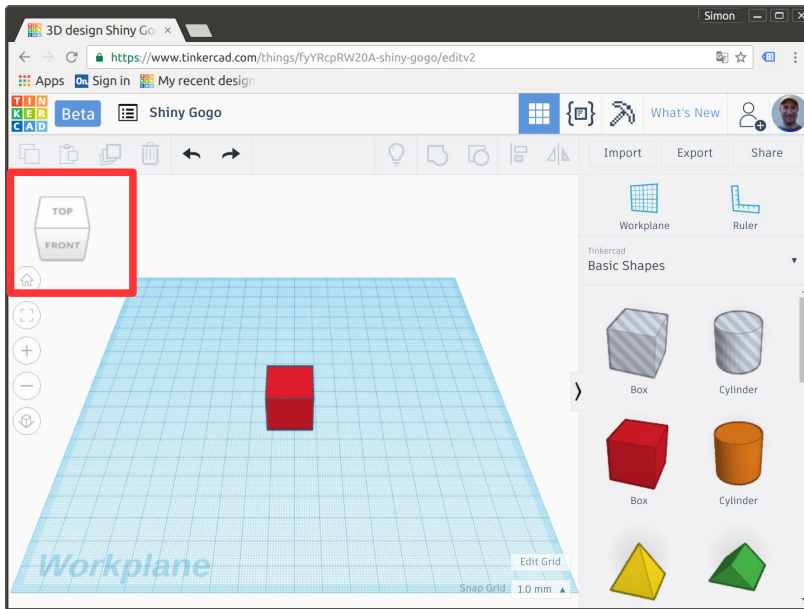 Simon
3D design Shiny Go
https://www.tinkercad.com/things/fyYRcpRW20A-shiny-gogo/editv2
Apps On Sign in My recent design
TIN
KER
CAD
Beta
Shiny Gogo
What's New
Import Export Share
TOP
FRONT
Workplane Ruler
Tinkercad
Basic Shapes
Box Cylinder
Box Cylinder
Workplane
Edit Grid
Snap Grid 1.0 mm